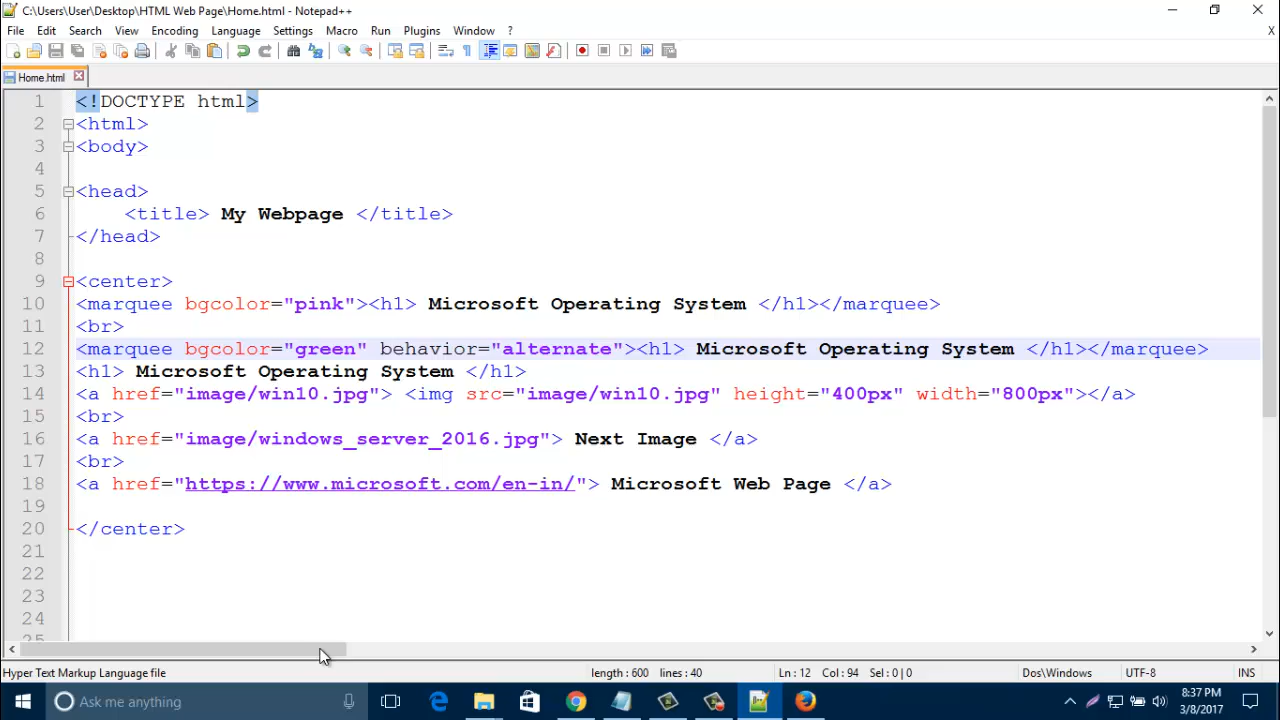 C:\Users\User\Desktop\HTML Web Page\Home.html - Notepad++
File Edit Search View Encoding Language Settings Macro Run Plugins Window ? X
Home.html
1 <!DOCTYPE html>
2 <html>
3 <body>
4
5 <head>
6 <title> My Webpage </title>
7 </head>
8
9 <center>
10 <marquee bgcolor="pink"><h1> Microsoft Operating System </h1></marquee>
11 <br>
12 <marquee bgcolor="green" behavior="alternate"><h1> Microsoft Operating System </h1></marquee>
13 <h1> Microsoft Operating System </h1>
14 <a href="image/win10.jpg"> <img src="image/win10.jpg" height="400px" width="800px"></a>
15 <br>
16 <a href="image/windows_server_2016.jpg"> Next Image </a>
17 <br>
18 <a href="https://www.microsoft.com/en-in/"> Microsoft Web Page </a>
19
20 </center>
21
22
23
24
25
Hyper Text Markup Language file length : 600 lines : 40 Ln : 12 Col : 94 Sel : 0 | 0 Dos\Windows UTF-8 INS
Ask me anything
8:37 PM
3/8/2017